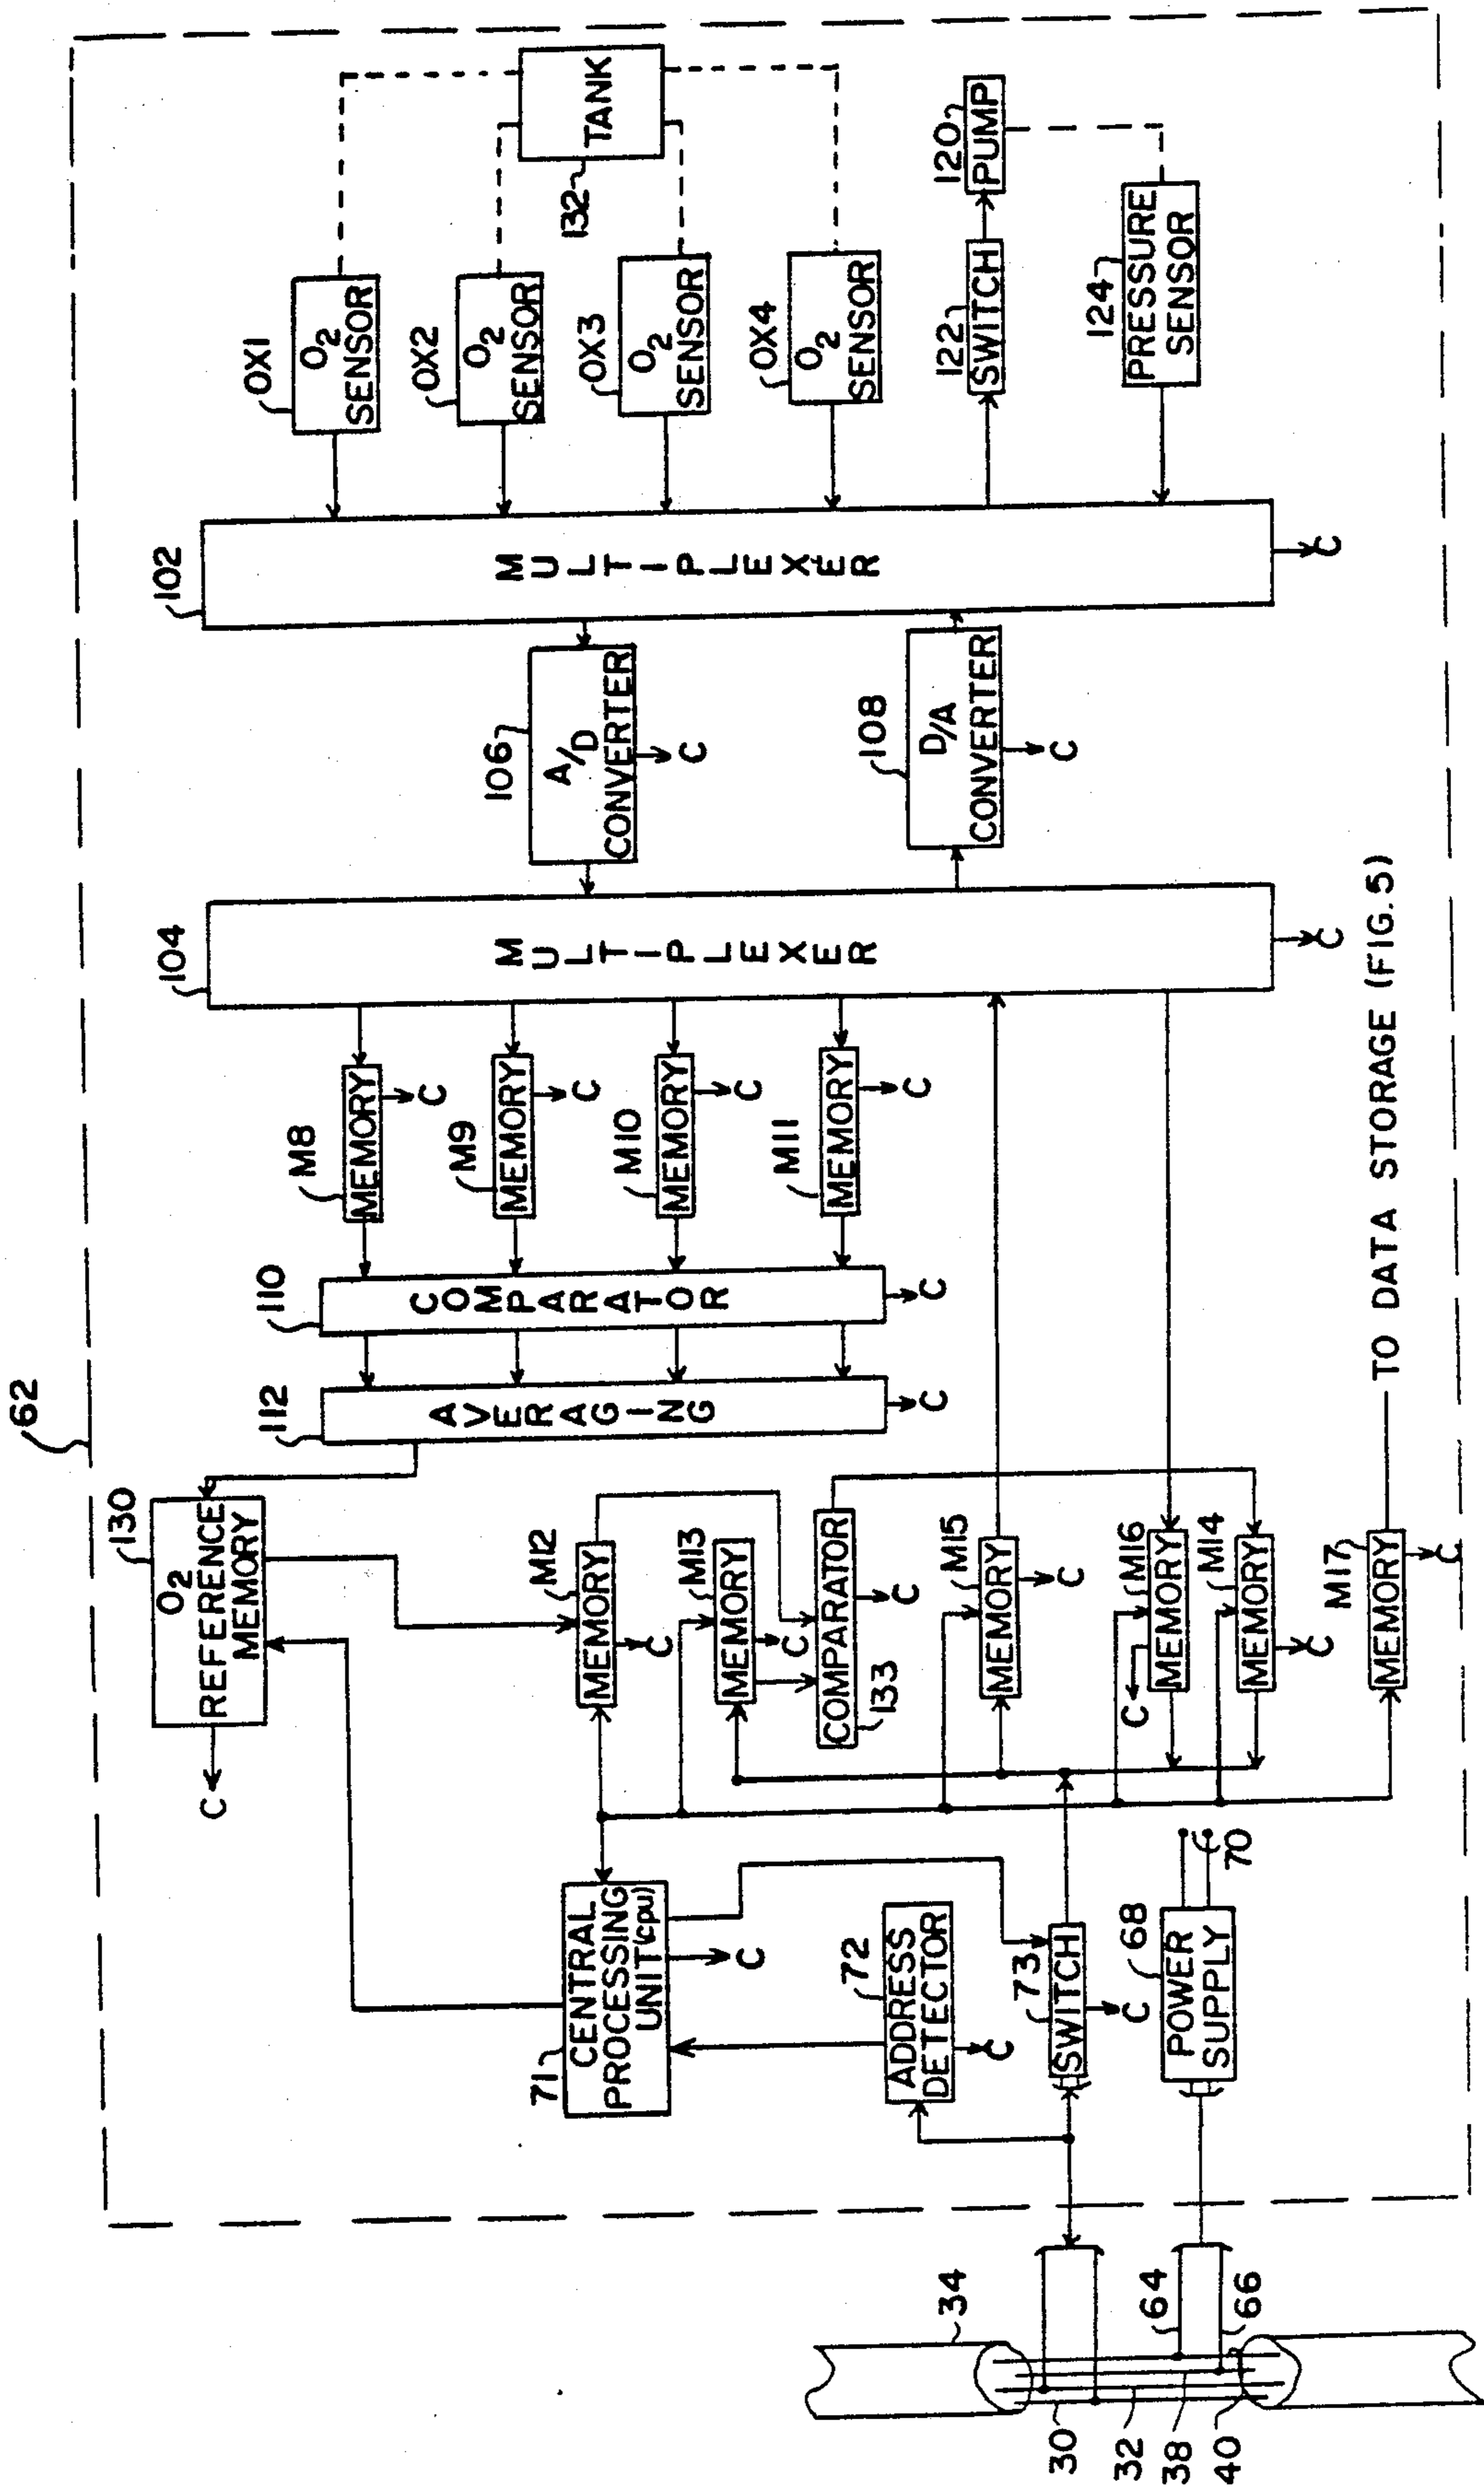 62
130
O2
REFERENCE
MEMORY
C
112
AVERAGING
C
110
COMPARATOR
C
M8
MEMORY
C
M9
MEMORY
C
M10
MEMORY
C
M11
MEMORY
C
104
MULTIPLEXER
C
106
A/D
CONVERTER
C
108
D/A
CONVERTER
C
102
MULTIPLEXER
C
OX1
O2
SENSOR
OX2
O2
SENSOR
OX3
O2
SENSOR
OX4
O2
SENSOR
132
TANK
122
SWITCH
120
PUMP
124
PRESSURE
SENSOR
71
CENTRAL
PROCESSING
UNIT (cpu)
C
M12
MEMORY
C
M13
MEMORY
C
COMPARATOR
133
C
M15
MEMORY
C
M16
MEMORY
C
M14
MEMORY
C
M17
MEMORY
C
TO DATA STORAGE (FIG.5)
72
ADDRESS
DETECTOR
C
73
SWITCH
C
68
POWER
SUPPLY
70
34
64
66
30
32
38
40